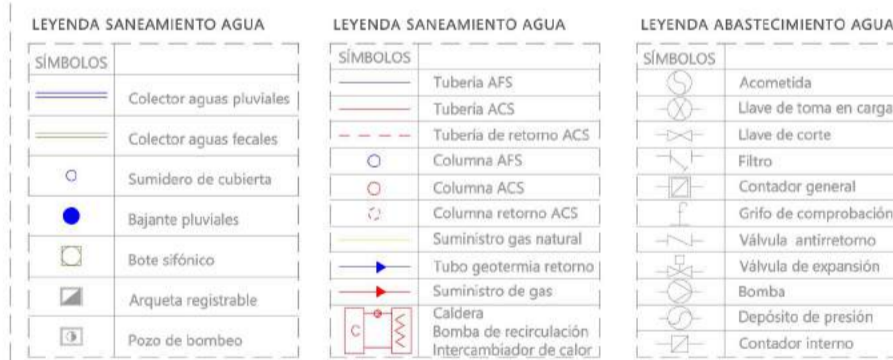 LEYENDA SANEAMIENTO AGUA
SÍMBOLOS
Colector aguas pluviales
Colector aguas fecales
Sumidero de cubierta
Bajante pluviales
Bote sifónico
Arqueta registrable
Pozo de bombeo
LEYENDA SANEAMIENTO AGUA
SÍMBOLOS
Tuberia AFS
Tuberia ACS
Tuberia de retorno ACS
Columna AFS
Columna ACS
Columna retorno ACS
Suministro gas natural
Tubo geotermia retorno
Suministro de gas
C
Caldera
Bomba de recirculación
Intercambiador de calor
LEYENDA ABASTECIMIENTO AGUA
SÍMBOLOS
Acometida
Llave de toma en carga
Llave de corte
Filtro
Contador general
Grifo de comprobación
Válvula antirretorno
Válvula de expansión
Bomba
Depósito de presión
Contador interno